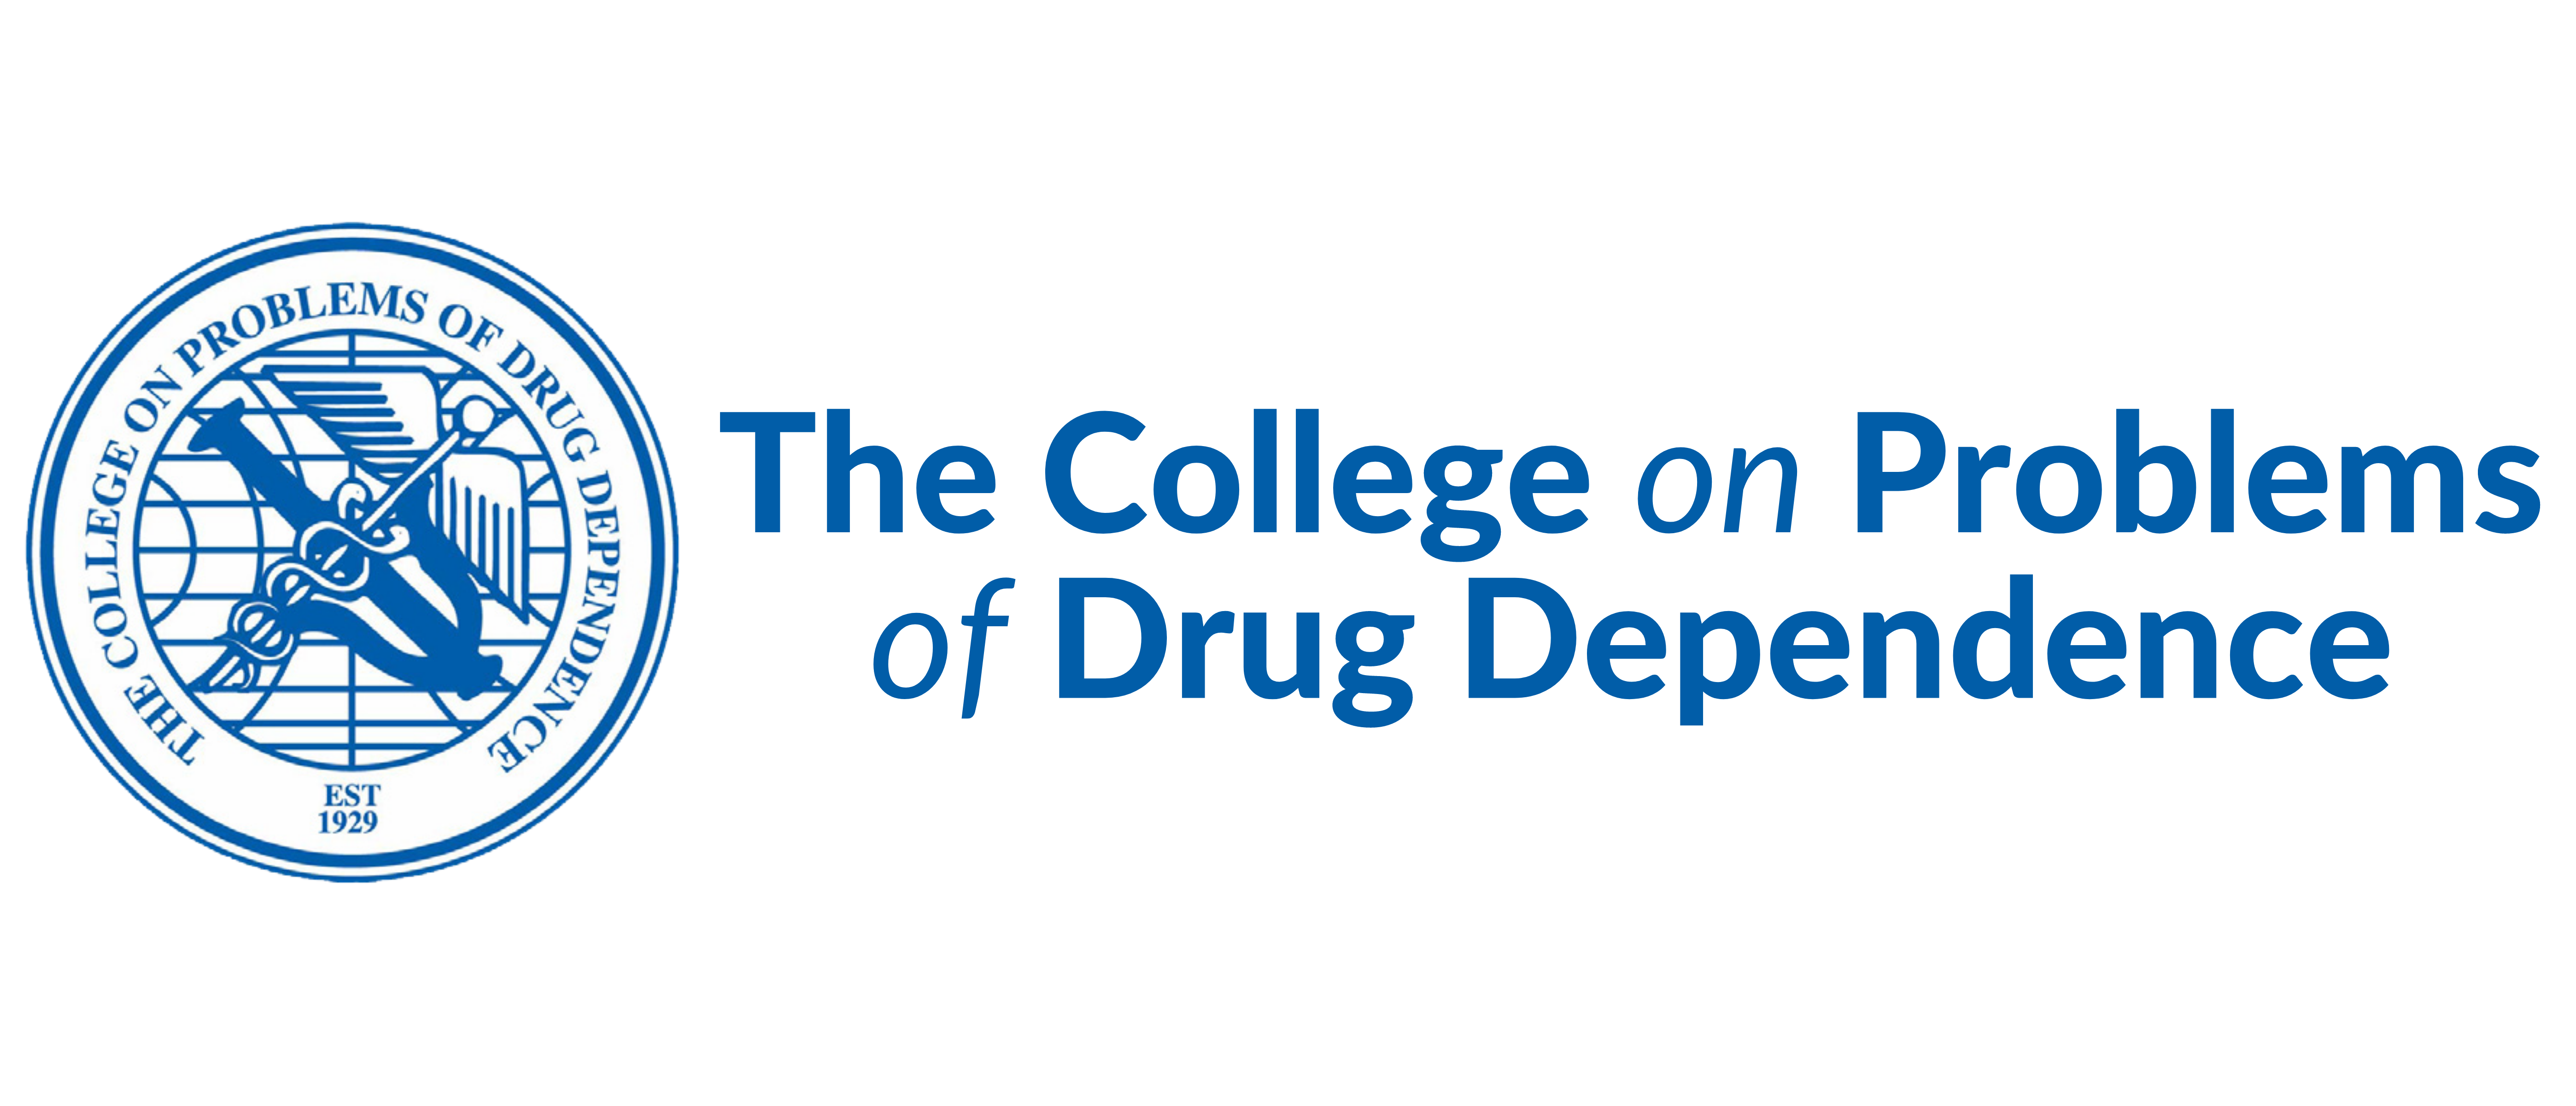 THE COLLEGE ON PROBLEMS OF DRUG DEPENDENCE
EST
1929
The College on Problems
of Drug Dependence